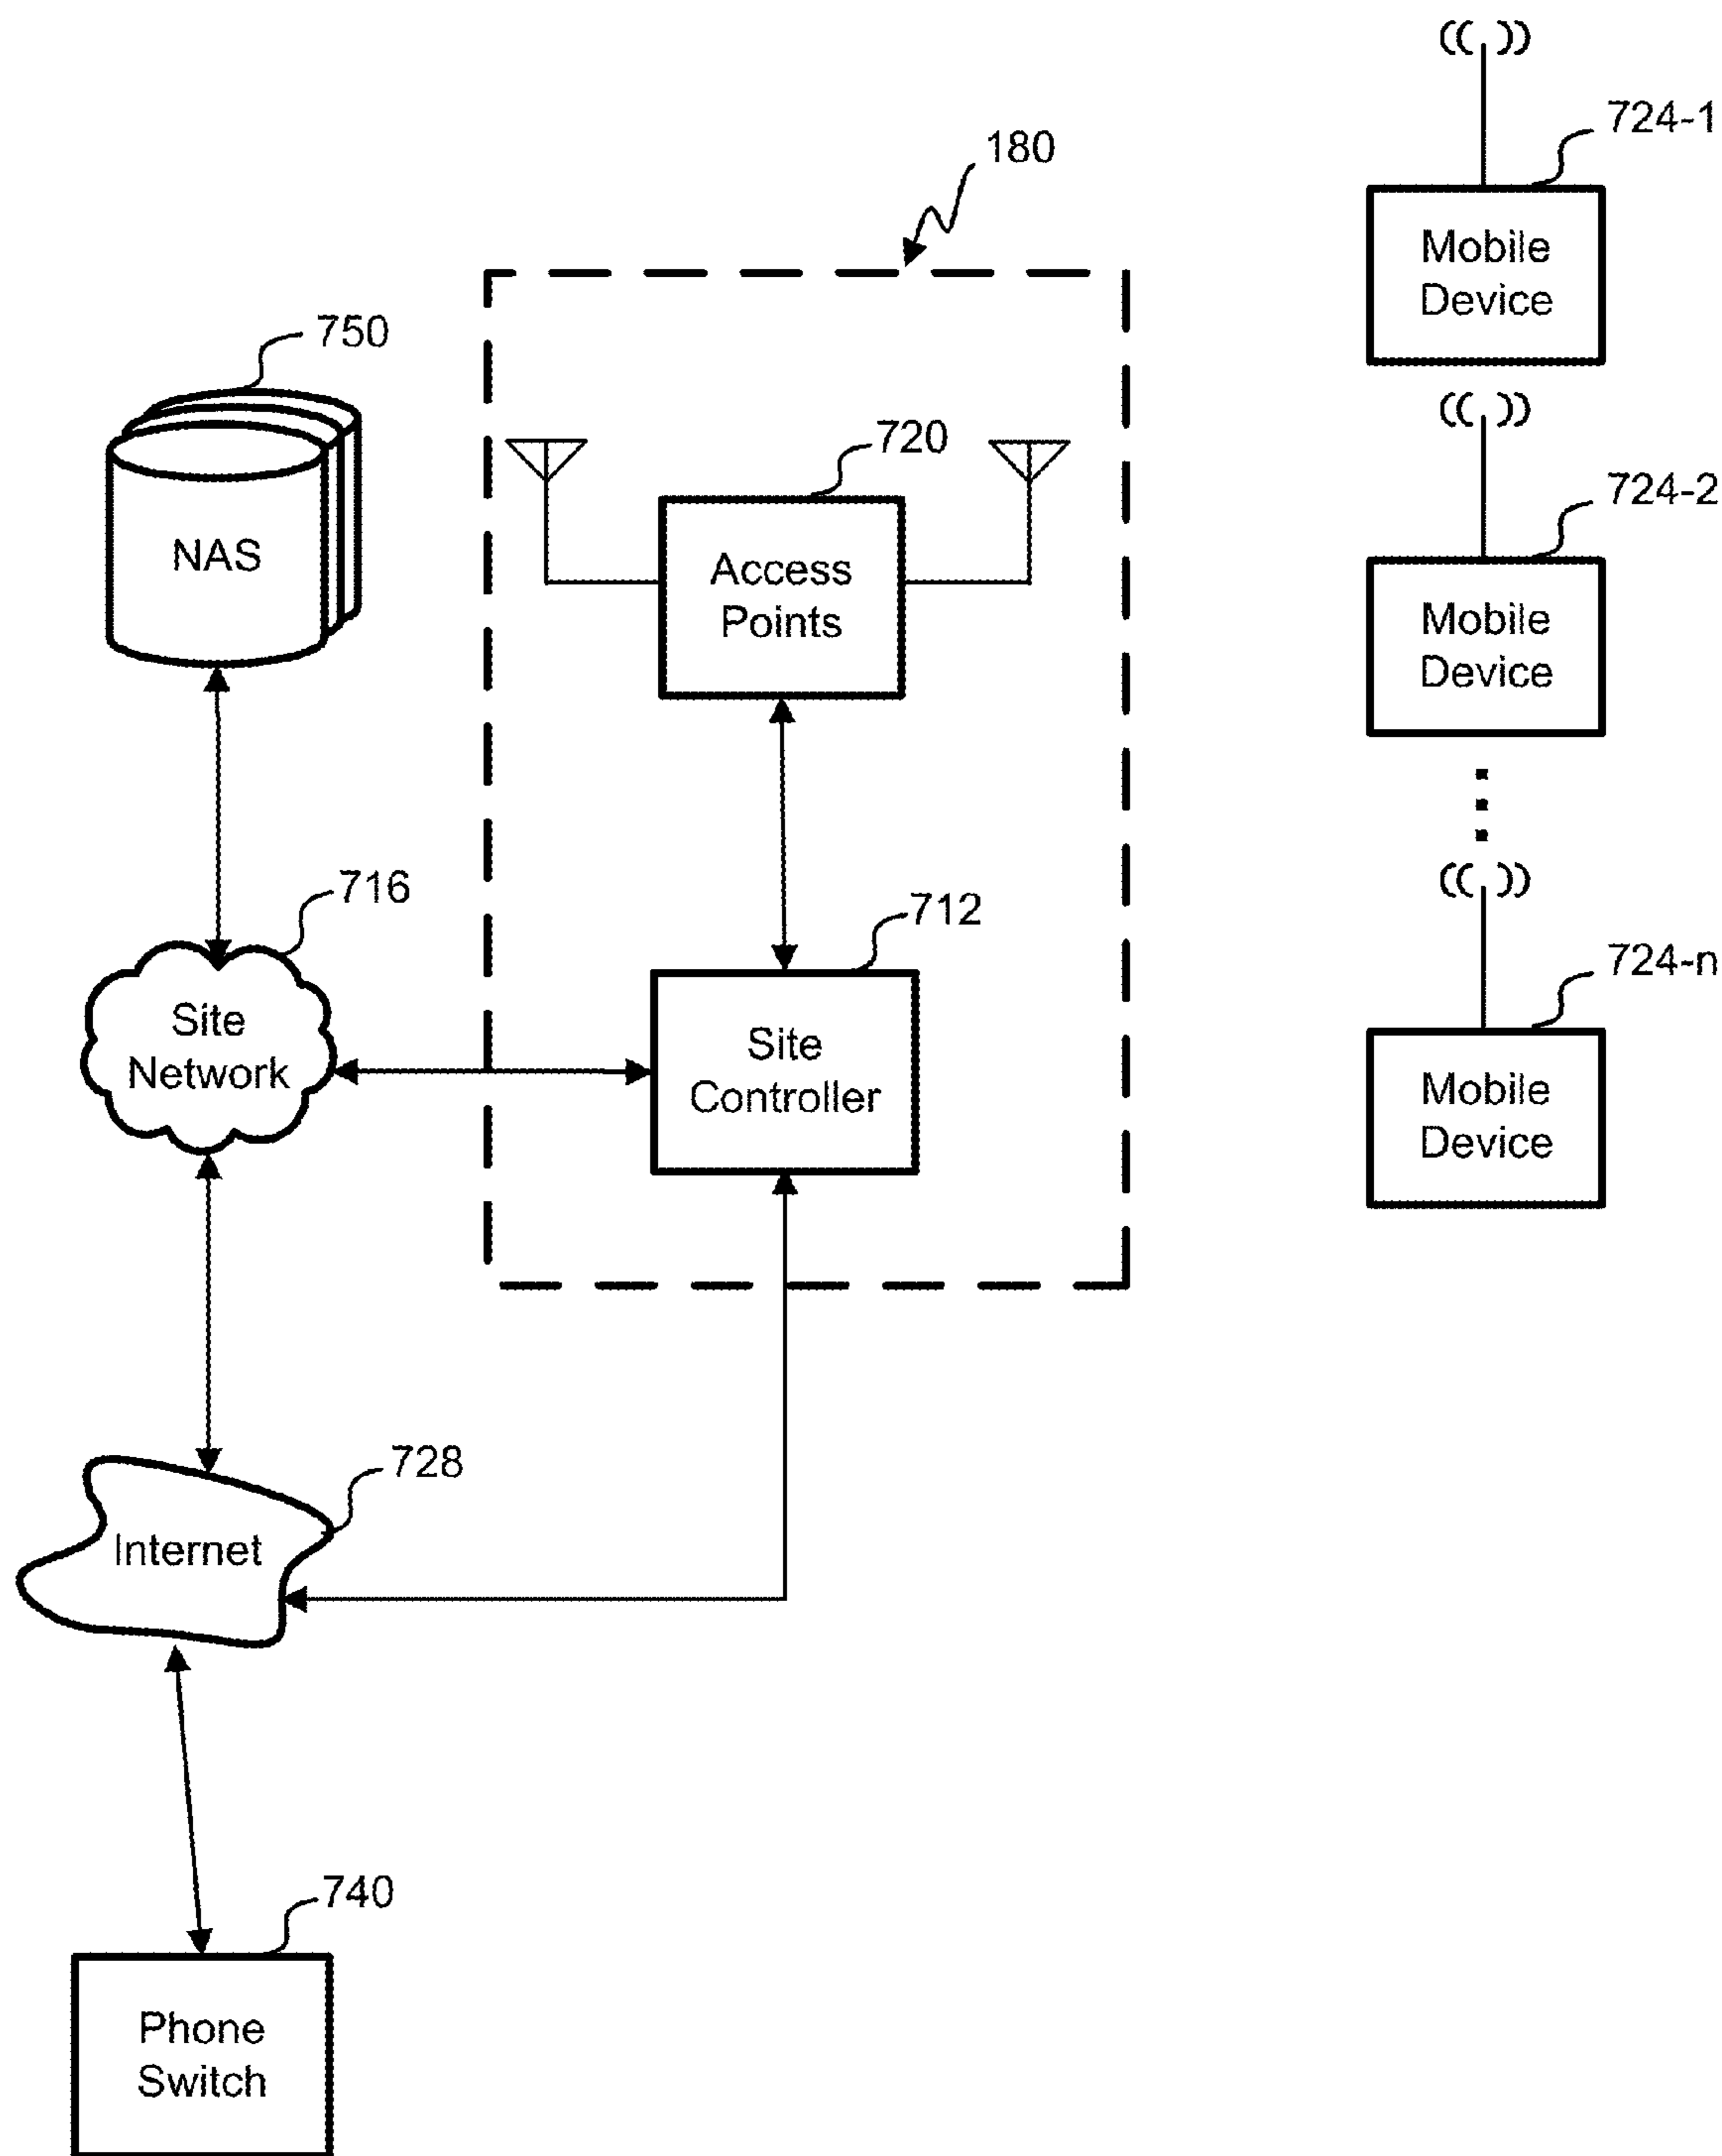 724-1
180
Mobile
Device
750
720
724-2
NAS
Access
Points
Mobile
Device
716
712
724-n
Site
Network
Site
Controller
Mobile
Device
728
Internet
740
Phone
Switch